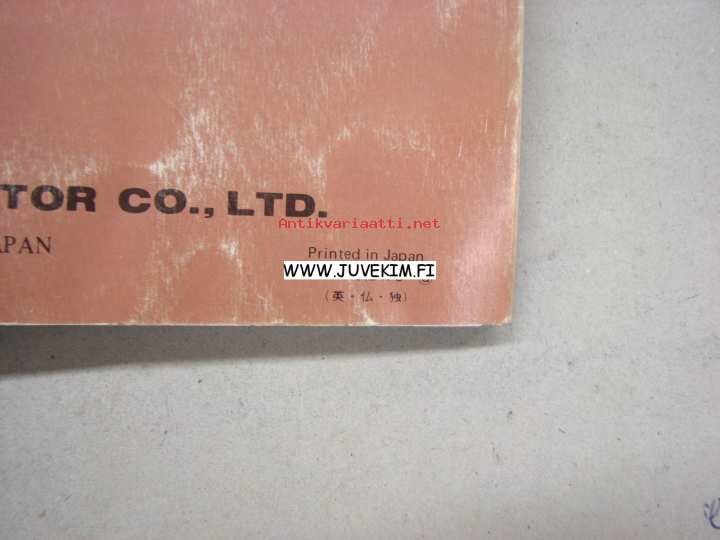 TOR CO., LTD.
Antikvariaatti.net
APAN
Printed in Japan
WWW.JUVEKIM.FI
(英・仏・独)